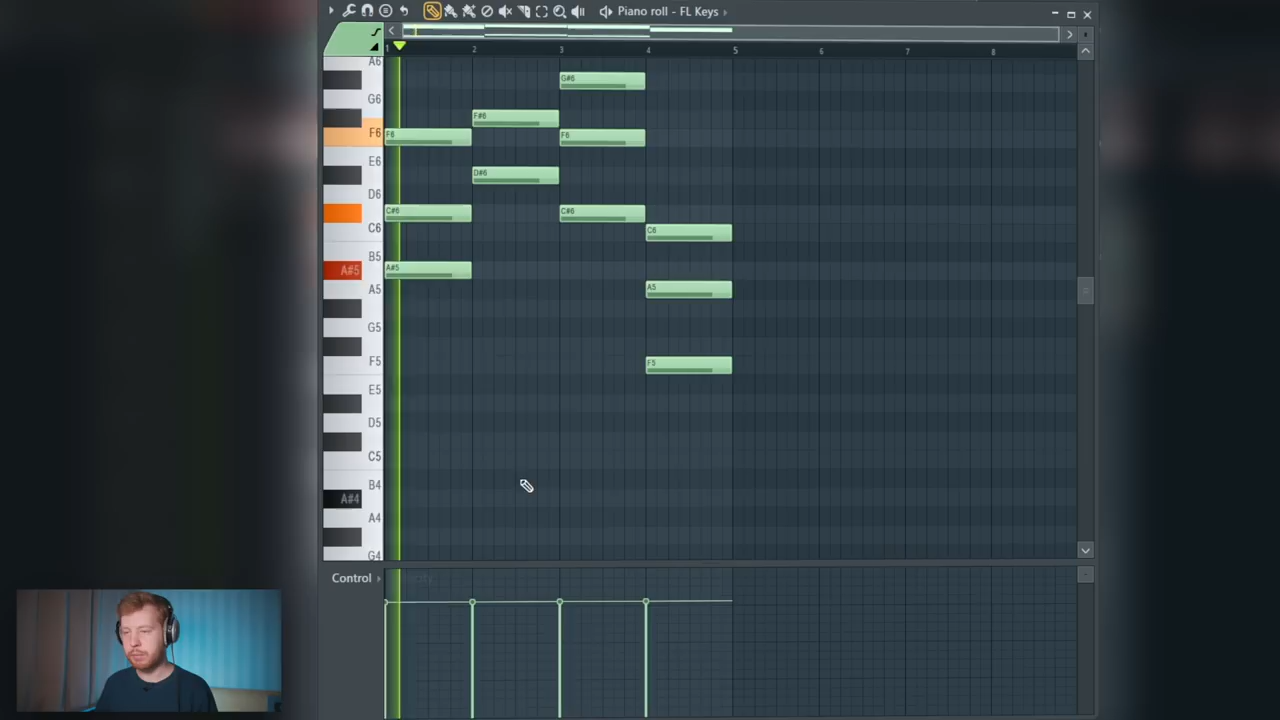 Piano roll - FL Keys
1 2 3 4 5 6 7 8
A6
G#6
G6
F#6
F6 F6 F6
E6
D#6
D6
C#6 C#6
C6 C6
B5
A#5 A#5
A5 A5
G5
F5 F5
E5
D5
C5
B4
A#4
A4
G4
Control